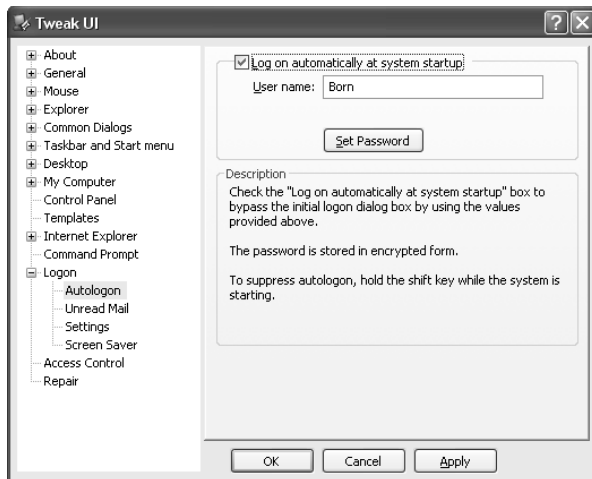 Tweak UI
About
General
Mouse
Explorer
Common Dialogs
Taskbar and Start menu
Desktop
My Computer
Control Panel
Templates
Internet Explorer
Command Prompt
Logon
Autologon
Unread Mail
Settings
Screen Saver
Access Control
Repair
Log on automatically at system startup
User name: Born
Set Password
Description
Check the "Log on automatically at system startup" box to
bypass the initial logon dialog box by using the values
provided above.
The password is stored in encrypted form.
To suppress autologon, hold the shift key while the system is
starting.
OK Cancel Apply